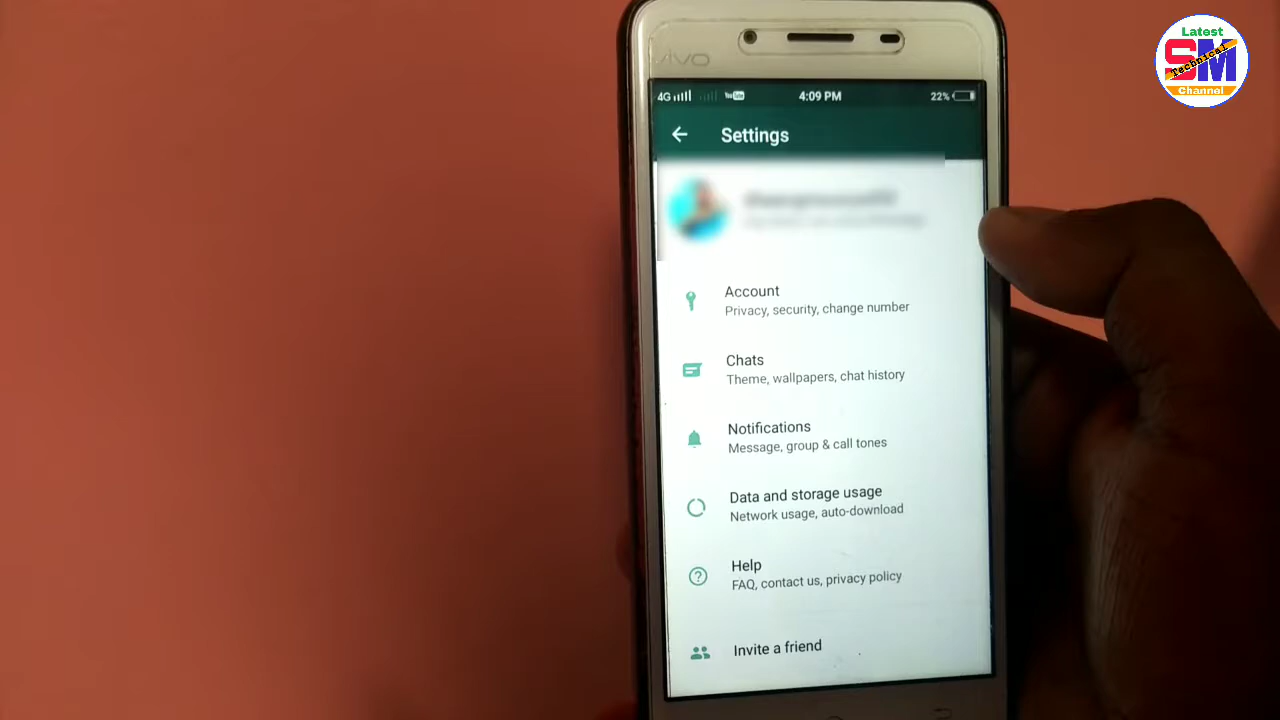 Latest
SM
Technical
Channel
vivo
4G
YouTube
4:09 PM
22%
Settings
Account
Privacy, security, change number
Chats
Theme, wallpapers, chat history
Notifications
Message, group & call tones
Data and storage usage
Network usage, auto-download
Help
FAQ, contact us, privacy policy
Invite a friend